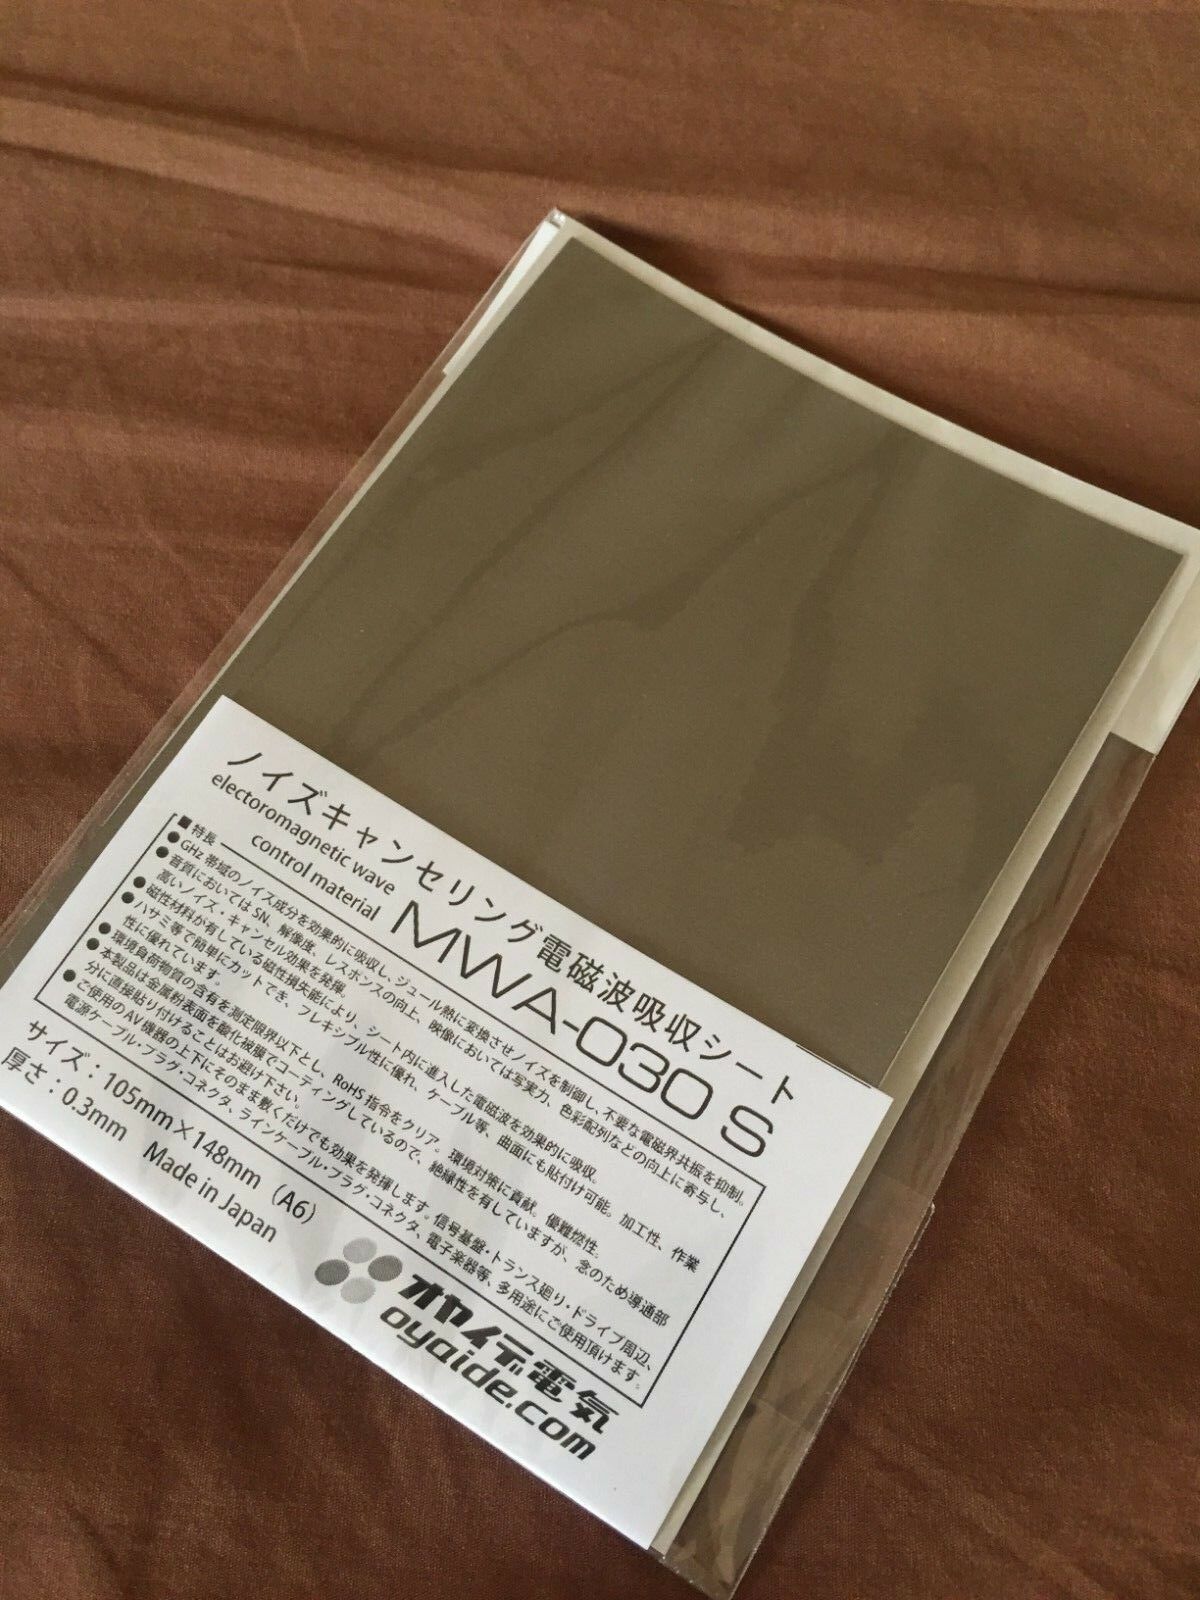 ノイズキャンセリング電磁波吸収シート
electoromagnetic wave
control material
MWA-030 S
■特長
●GHz帯域のノイズ成分を効果的に吸収し、ジュール熱に変換させノイズを制御し、不要な電磁界共振を抑制。
●音質においてはSN、解像度、レスポンスの向上、映像においては写実力、色彩配列などの向上に寄与し、
高いノイズ・キャンセル効果を発揮。
●磁性材料が有している磁性損失能により、シート内に進入した電磁波を効果的に吸収。
●ハサミ等で簡単にカットでき、フレキシブル性に優れ、ケーブル等、曲面にも貼付け可能。加工性、作業
性に優れています。
●環境負荷物質の含有を測定限界以下とし、RoHS指令をクリア。環境対策に貢献。優難燃性。
●本製品は金属粉表面を酸化被膜でコーティングしているので、絶縁性を有していますが、念のため導通部
分に直接貼り付けることはお避け下さい。
●ご使用のAV機器の上下にそのまま敷くだけでも効果を発揮します。信号基盤・トランス廻り・ドライブ周辺、
電源ケーブル・プラグ・コネクタ、ラインケーブル・プラグ・コネクタ、電子楽器等、多用途にご使用頂けます。
サイズ：105mm×148mm（A6）
厚さ：0.3mm Made in Japan
オヤイデ電気
oyaide.com